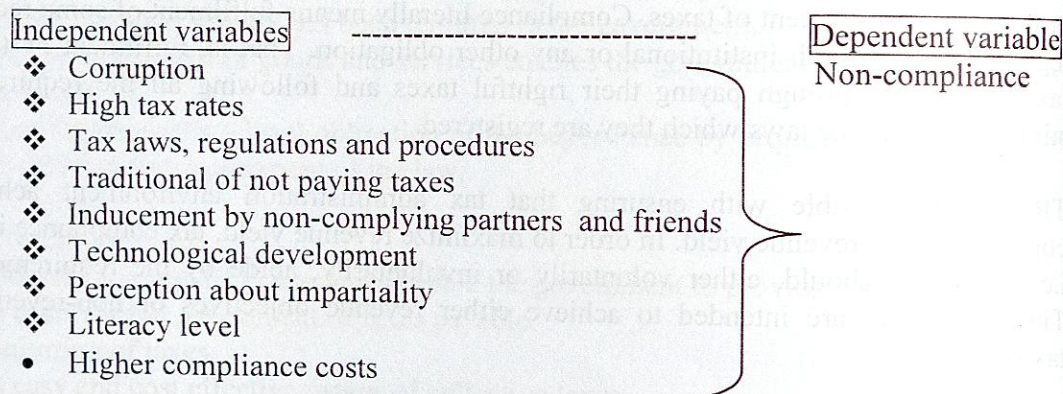 Independent variables ---------------------------------- Dependent variable
❖ Corruption Non-compliance
❖ High tax rates
❖ Tax laws, regulations and procedures
❖ Traditional of not paying taxes
❖ Inducement by non-complying partners and friends
❖ Technological development
❖ Perception about impartiality
❖ Literacy level
• Higher compliance costs